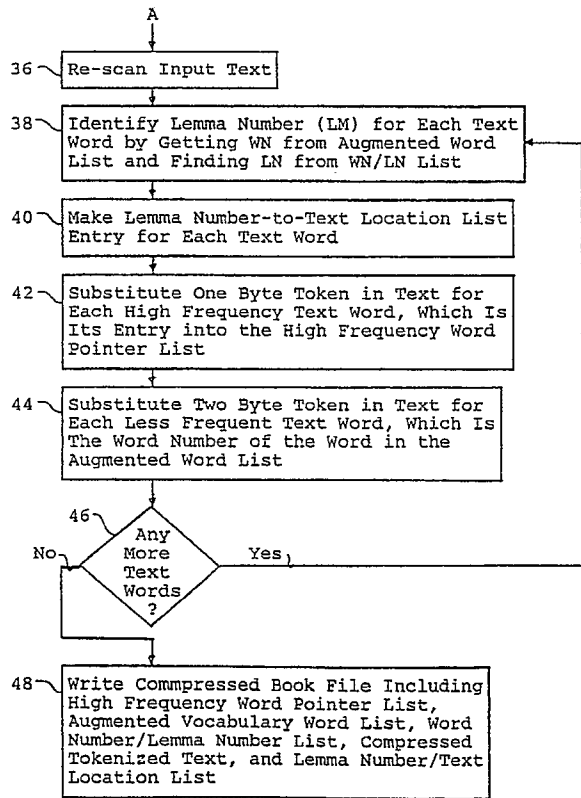 A
36
Re-scan Input Text
38
Identify Lemma Number (LM) for Each Text
Word by Getting WN from Augmented Word
List and Finding LN from WN/LN List
40
Make Lemma Number-to-Text Location List
Entry for Each Text Word
42
Substitute One Byte Token in Text for
Each High Frequency Text Word, Which Is
Its Entry into the High Frequency Word
Pointer List
44
Substitute Two Byte Token in Text for
Each Less Frequent Text Word, Which Is
The Word Number of the Word in the
Augmented Word List
46
Any
More
Text
Words
?
No
Yes
48
Write Commpressed Book File Including
High Frequency Word Pointer List,
Augmented Vocabulary Word List, Word
Number/Lemma Number List, Compressed
Tokenized Text, and Lemma Number/Text
Location List